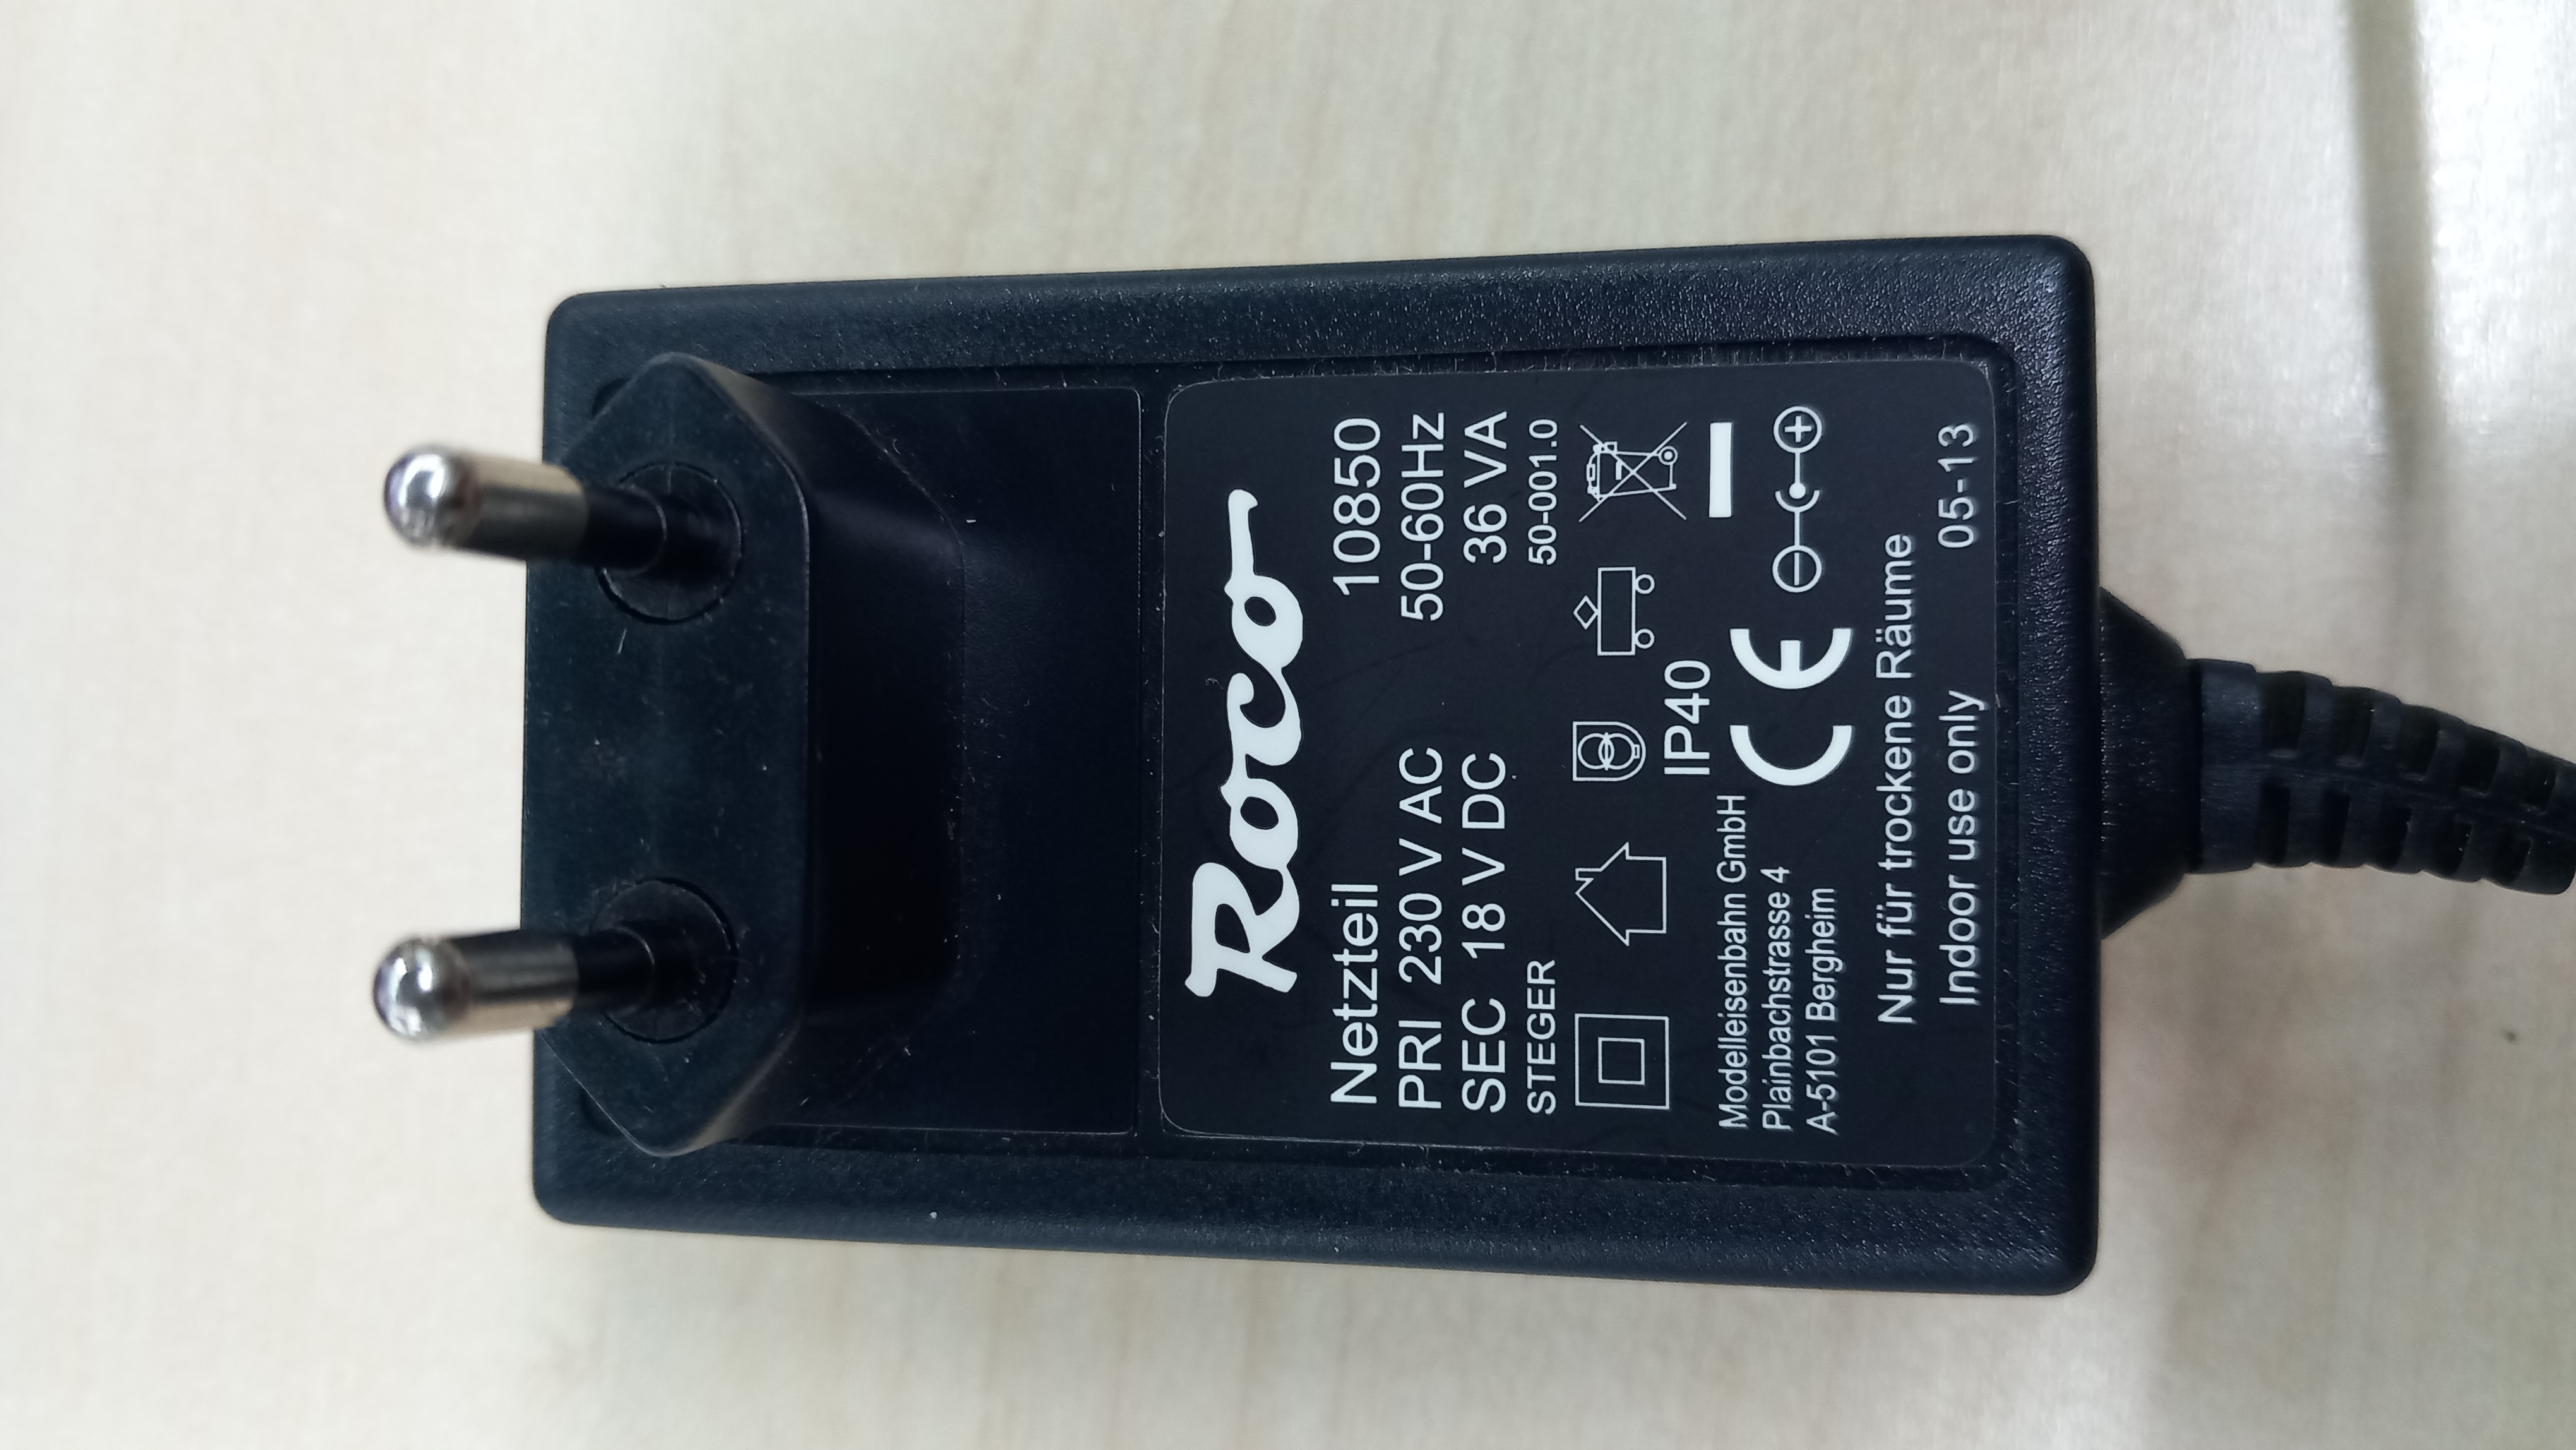 Roco
Netzteil 10850
PRI 230 V AC 50-60Hz
SEC 18 V DC 36 VA
STEGER 50-001.0
IP40
Modelleisenbahn GmbH
Plainbachstrasse 4
A-5101 Bergheim
CE
Nur für trockene Räume
Indoor use only 05-13